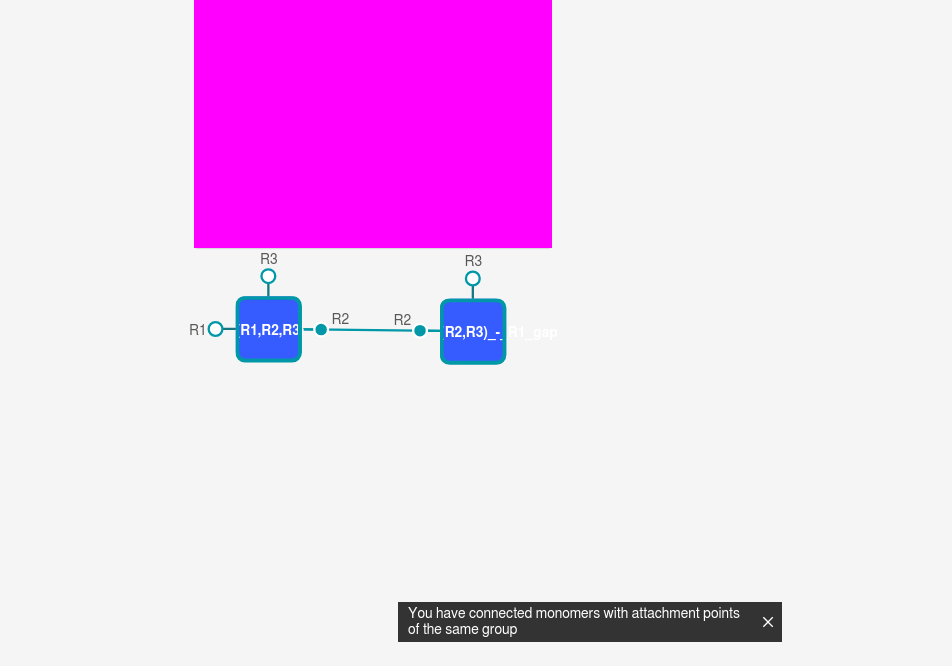 R3
R3
R1
R1,R2,R3
R2
R2
R2,R3)_-_R1_gap
You have connected monomers with attachment points
of the same group